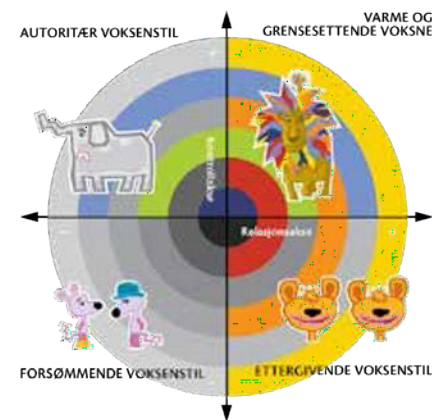 AUTORITÆR VOKSENSTIL
VARME OG
GRENSESETTENDE VOKSNE
Relasjonsakse
FORSØMMENDE VOKSENSTIL
ETTERGIVENDE VOKSENSTIL